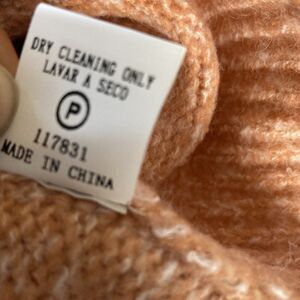 DRY CLEANING ONLY
LAVAR A SECO
P
117831
MADE IN CHINA